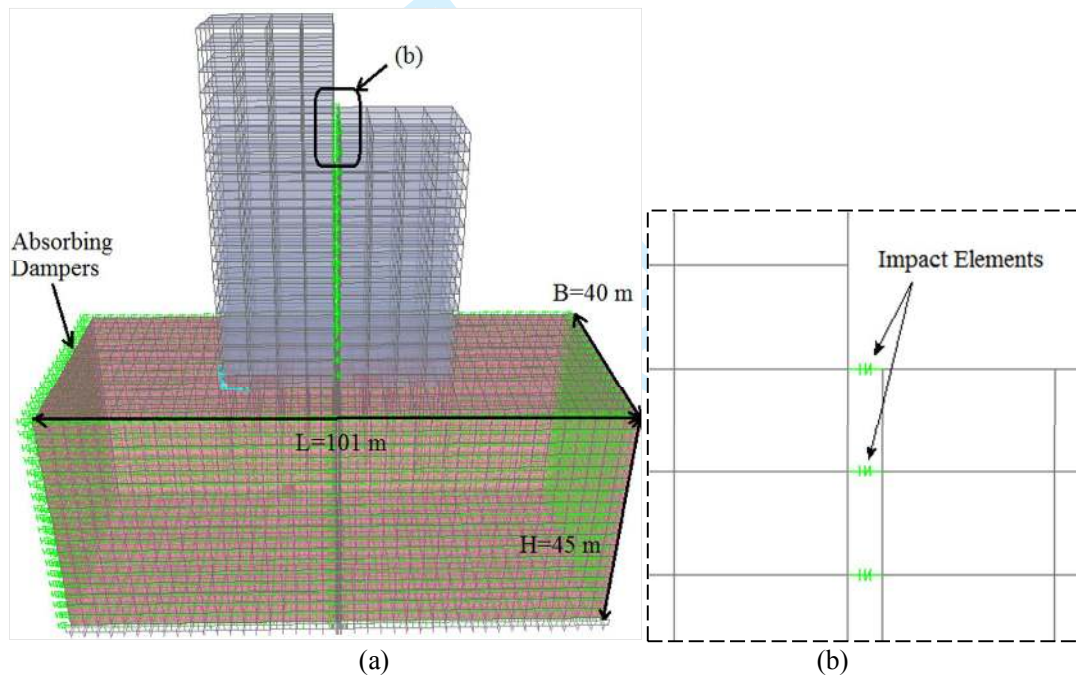 (b)
Absorbing
Dampers
B=40 m
L=101 m
H=45 m
Impact Elements
(a)
(b)